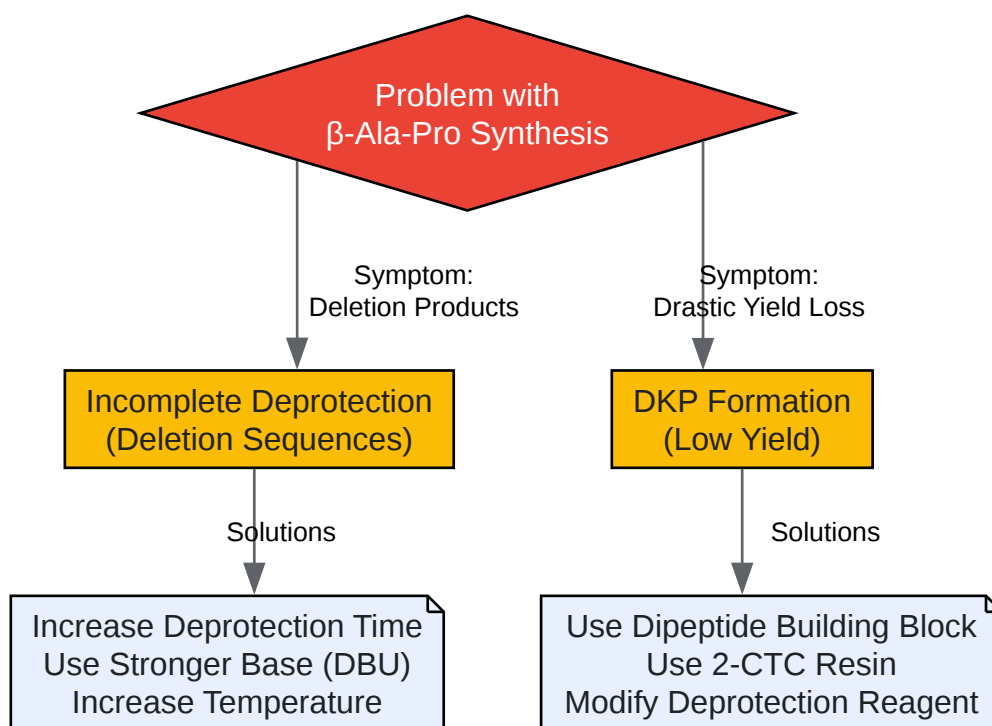 Problem with
β-Ala-Pro Synthesis
Symptom:
Deletion Products
Symptom:
Drastic Yield Loss
Incomplete Deprotection
(Deletion Sequences)
DKP Formation
(Low Yield)
Solutions
Solutions
Increase Deprotection Time
Use Stronger Base (DBU)
Increase Temperature
Use Dipeptide Building Block
Use 2-CTC Resin
Modify Deprotection Reagent